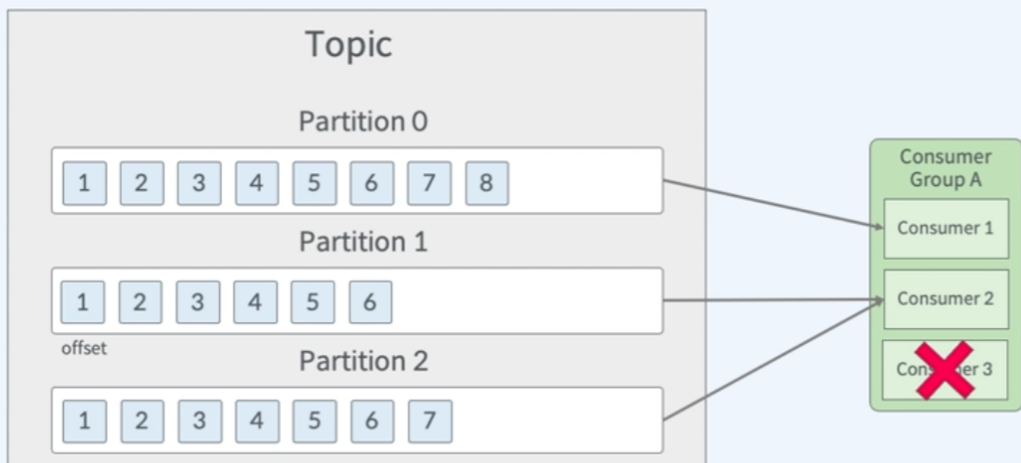 Topic
Partition 0
1 2 3 4 5 6 7 8
Partition 1
1 2 3 4 5 6
offset
Partition 2
1 2 3 4 5 6 7
Consumer
Group A
Consumer 1
Consumer 2
3